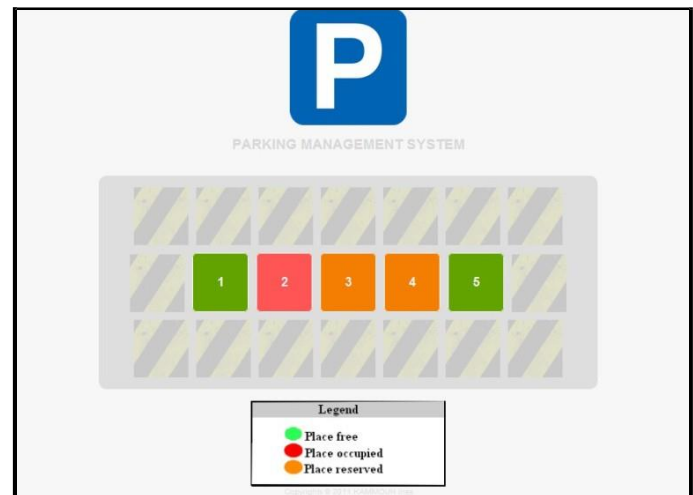 P
PARKING MANAGEMENT SYSTEM
1 2 3 4 5
Legend
Place free
Place occupied
Place reserved